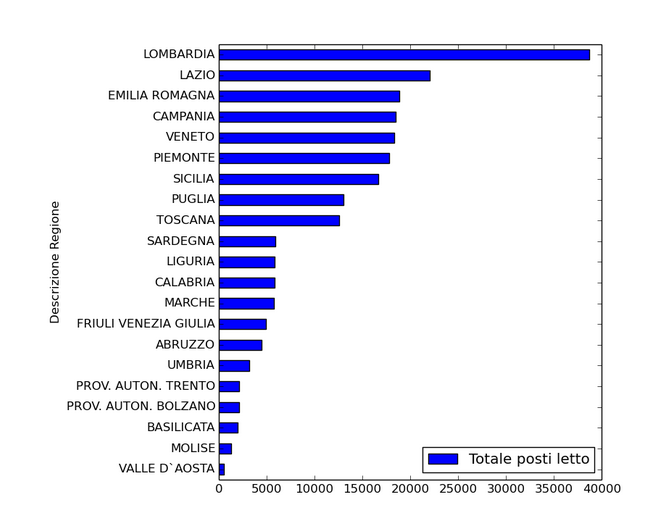 LOMBARDIA
LAZIO
EMILIA ROMAGNA
CAMPANIA
VENETO
PIEMONTE
SICILIA
PUGLIA
TOSCANA
SARDEGNA
LIGURIA
CALABRIA
MARCHE
FRIULI VENEZIA GIULIA
ABRUZZO
UMBRIA
PROV. AUTON. TRENTO
PROV. AUTON. BOLZANO
BASILICATA
MOLISE
VALLE D`AOSTA
Descrizione Regione
Totale posti letto
0 5000 10000 15000 20000 25000 30000 35000 40000